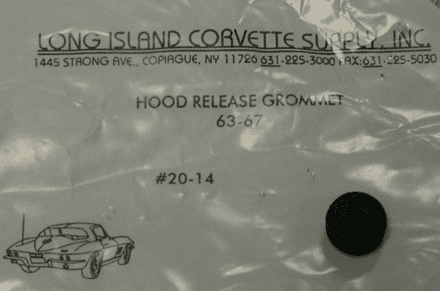 LONG ISLAND CORVETTE SUPPLY, INC.
1445 STRONG AVE., COPIAGUE, NY 11726 631-225-3000 FAX:631-225-5030
HOOD RELEASE GROMMET
63-67
#20-14